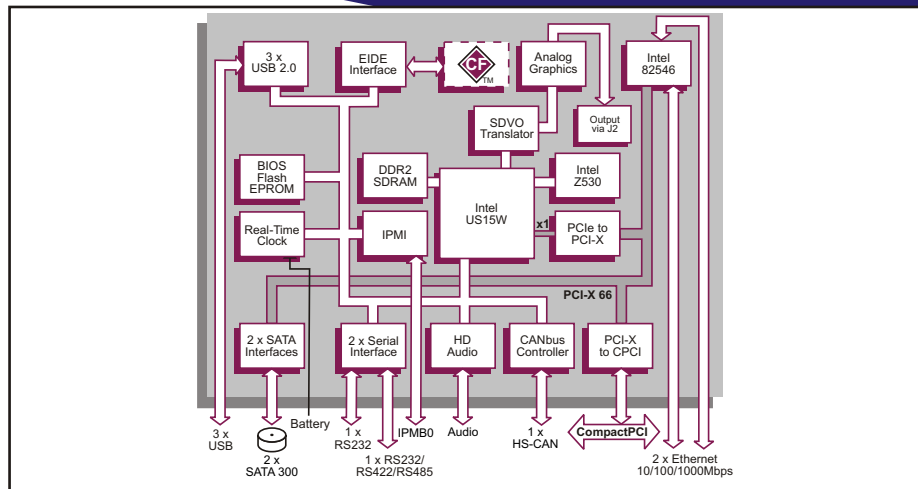 3 x
USB 2.0
EIDE
Interface
CF
TM
Analog
Graphics
Intel
82546
SDVO
Translator
Output
via J2
BIOS
Flash
EPROM
DDR2
SDRAM
Intel
US15W
Intel
Z530
Real-Time
Clock
IPMI
x1
PCIe to
PCI-X
PCI-X 66
2 x SATA
Interfaces
2 x Serial
Interface
HD
Audio
CANbus
Controller
PCI-X
to CPCI
3 x
USB
Battery
2 x
SATA 300
1 x
RS232
1 x RS232/
RS422/RS485
IPMB0
Audio
1 x
HS-CAN
CompactPCI
2 x Ethernet
10/100/1000Mbps